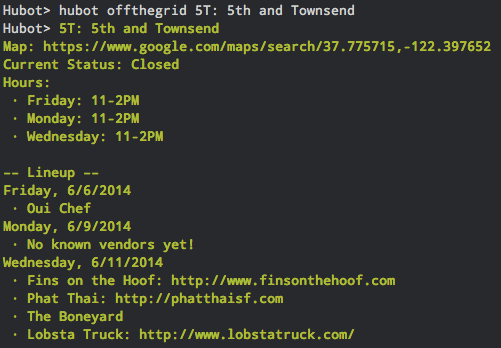 Hubot> hubot offthegrid 5T: 5th and Townsend
Hubot> 5T: 5th and Townsend
Map: https://www.google.com/maps/search/37.775715,-122.397652
Current Status: Closed
Hours:
· Friday: 11-2PM
· Monday: 11-2PM
· Wednesday: 11-2PM
-- Lineup --
Friday, 6/6/2014
· Oui Chef
Monday, 6/9/2014
· No known vendors yet!
Wednesday, 6/11/2014
· Fins on the Hoof: http://www.finsonthehoof.com
· Phat Thai: http://phatthaisf.com
· The Boneyard
· Lobsta Truck: http://www.lobstatruck.com/